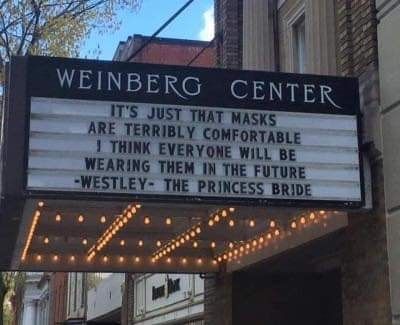 WEINBERG CENTER
IT'S JUST THAT MASKS
ARE TERRIBLY COMFORTABLE
I THINK EVERYONE WILL BE
WEARING THEM IN THE FUTURE
-WESTLEY- THE PRINCESS BRIDE